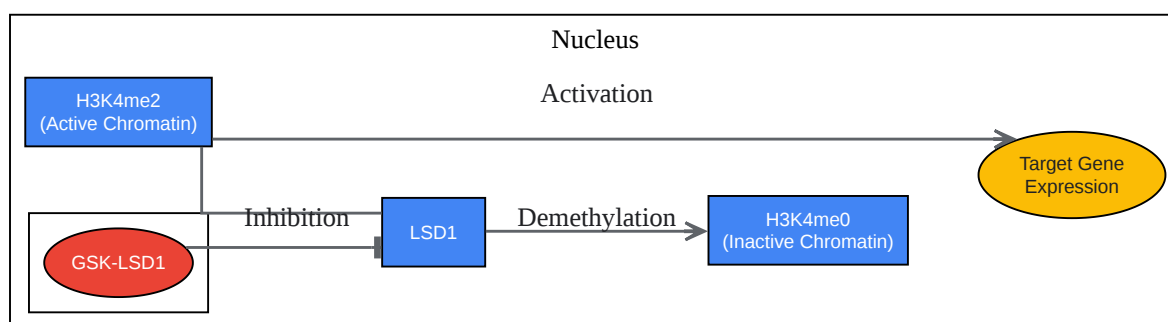 Nucleus
H3K4me2
(Active Chromatin)
Activation
Target Gene
Expression
Inhibition
LSD1
Demethylation
H3K4me0
(Inactive Chromatin)
GSK-LSD1